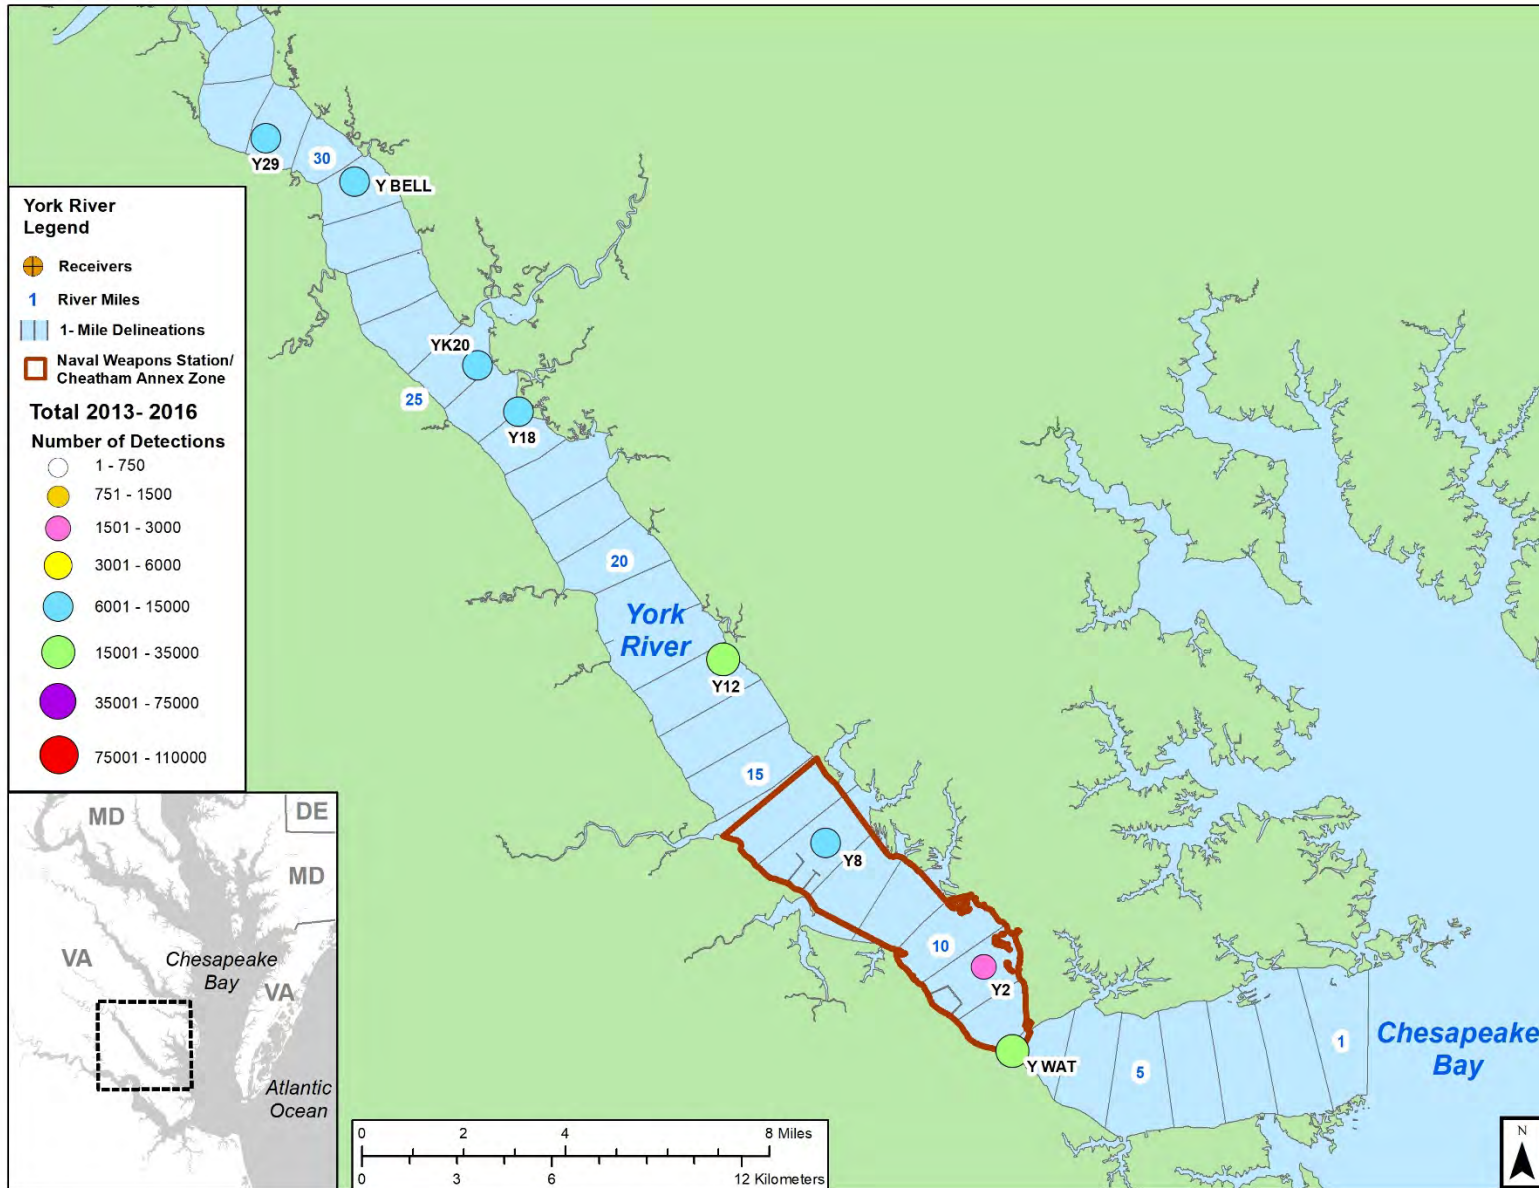 Y29
30
Y BELL
York River
Legend
Receivers
1 River Miles
1- Mile Delineations
Naval Weapons Station/
Cheatham Annex Zone
Total 2013- 2016
Number of Detections
1 - 750
751 - 1500
1501 - 3000
3001 - 6000
6001 - 15000
15001 - 35000
35001 - 75000
75001 - 110000
YK20
25
Y18
20
York
River
Y12
15
Y8
10
Y2
Y WAT
5
1
Chesapeake
Bay
MD
DE
MD
VA
Chesapeake
Bay
VA
Atlantic
Ocean
0 2 4 8 Miles
0 3 6 12 Kilometers
N